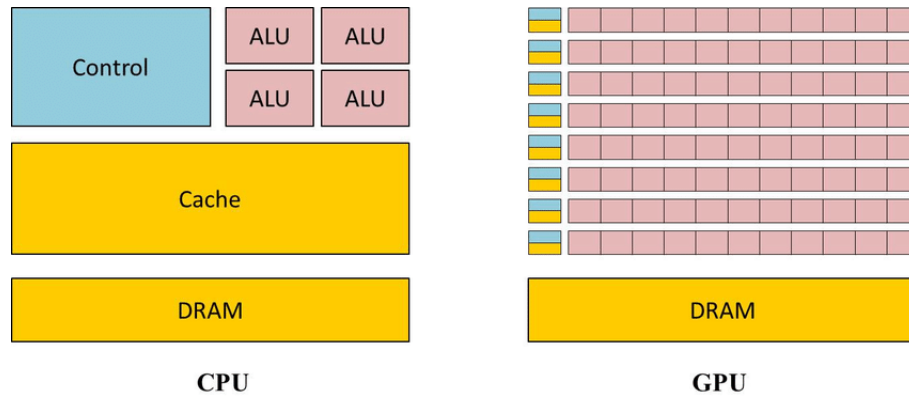 Control
ALU ALU
ALU ALU
Cache
DRAM
CPU
DRAM
GPU